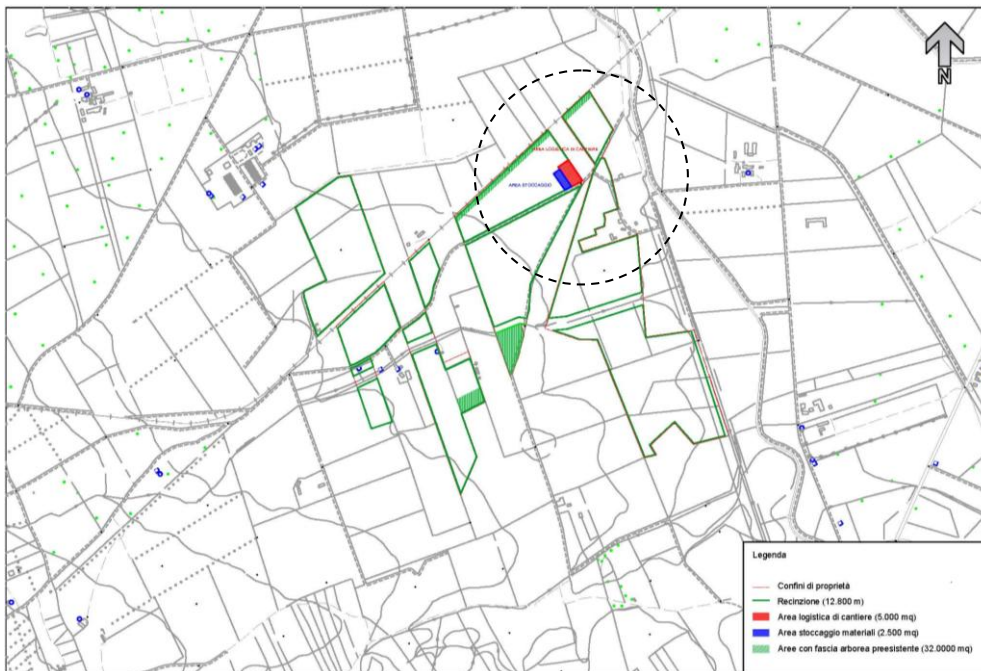 N
AREA LOGISTICA DI CANTIERE
AREA STOCCAGGIO
Legenda
Confini di proprietà
Recinzione (12.800 m)
Area logistica di cantiere (5.000 mq)
Area stoccaggio materiali (2.500 mq)
Aree con fascia arborea preesistente (32.0000 mq)